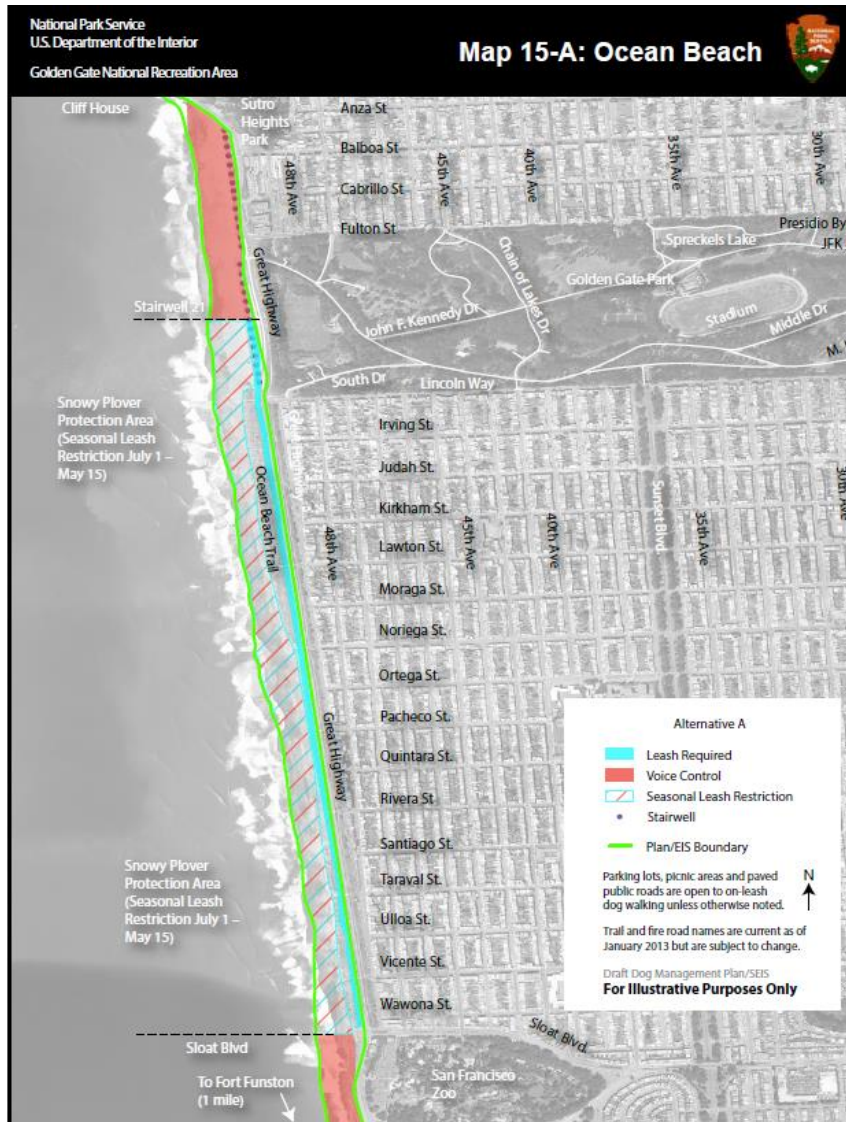 National Park Service
U.S. Department of the Interior
Golden Gate National Recreation Area
Map 15-A: Ocean Beach
NATIONAL
PARK
SERVICE
Cliff House
Sutro
Heights
Park
Anza St
Balboa St
Cabrillo St
Fulton St
48th Ave
45th Ave
40th Ave
35th Ave
30th Ave
Presidio By
JFK
Spreckels Lake
Golden Gate Park
Chain of Lakes Dr
Stadium
Middle Dr
John F. Kennedy Dr
Great Highway
Stairwell 21
South Dr
Lincoln Way
Snowy Plover
Protection Area
(Seasonal Leash
Restriction July 1 –
May 15)
Great Highway
Ocean Beach Trail
Irving St.
Judah St.
Kirkham St.
Lawton St.
Moraga St.
Noriega St.
Ortega St.
Pacheco St.
Quintara St.
Rivera St
Santiago St.
Taraval St.
Ulloa St.
Vicente St.
Wawona St.
48th Ave
45th Ave
40th Ave
Sunset Blvd.
35th Ave
30th Ave
Great Highway
Snowy Plover
Protection Area
(Seasonal Leash
Restriction July 1 –
May 15)
Sloat Blvd
Sloat Blvd.
To Fort Funston
(1 mile)
San Francisco
Zoo
Alternative A
Leash Required
Voice Control
Seasonal Leash Restriction
Stairwell
Plan/EIS Boundary
Parking lots, picnic areas and paved
public roads are open to on-leash
dog walking unless otherwise noted.
N
Trail and fire road names are current as of
January 2013 but are subject to change.
Draft Dog Management Plan/SEIS
For Illustrative Purposes Only